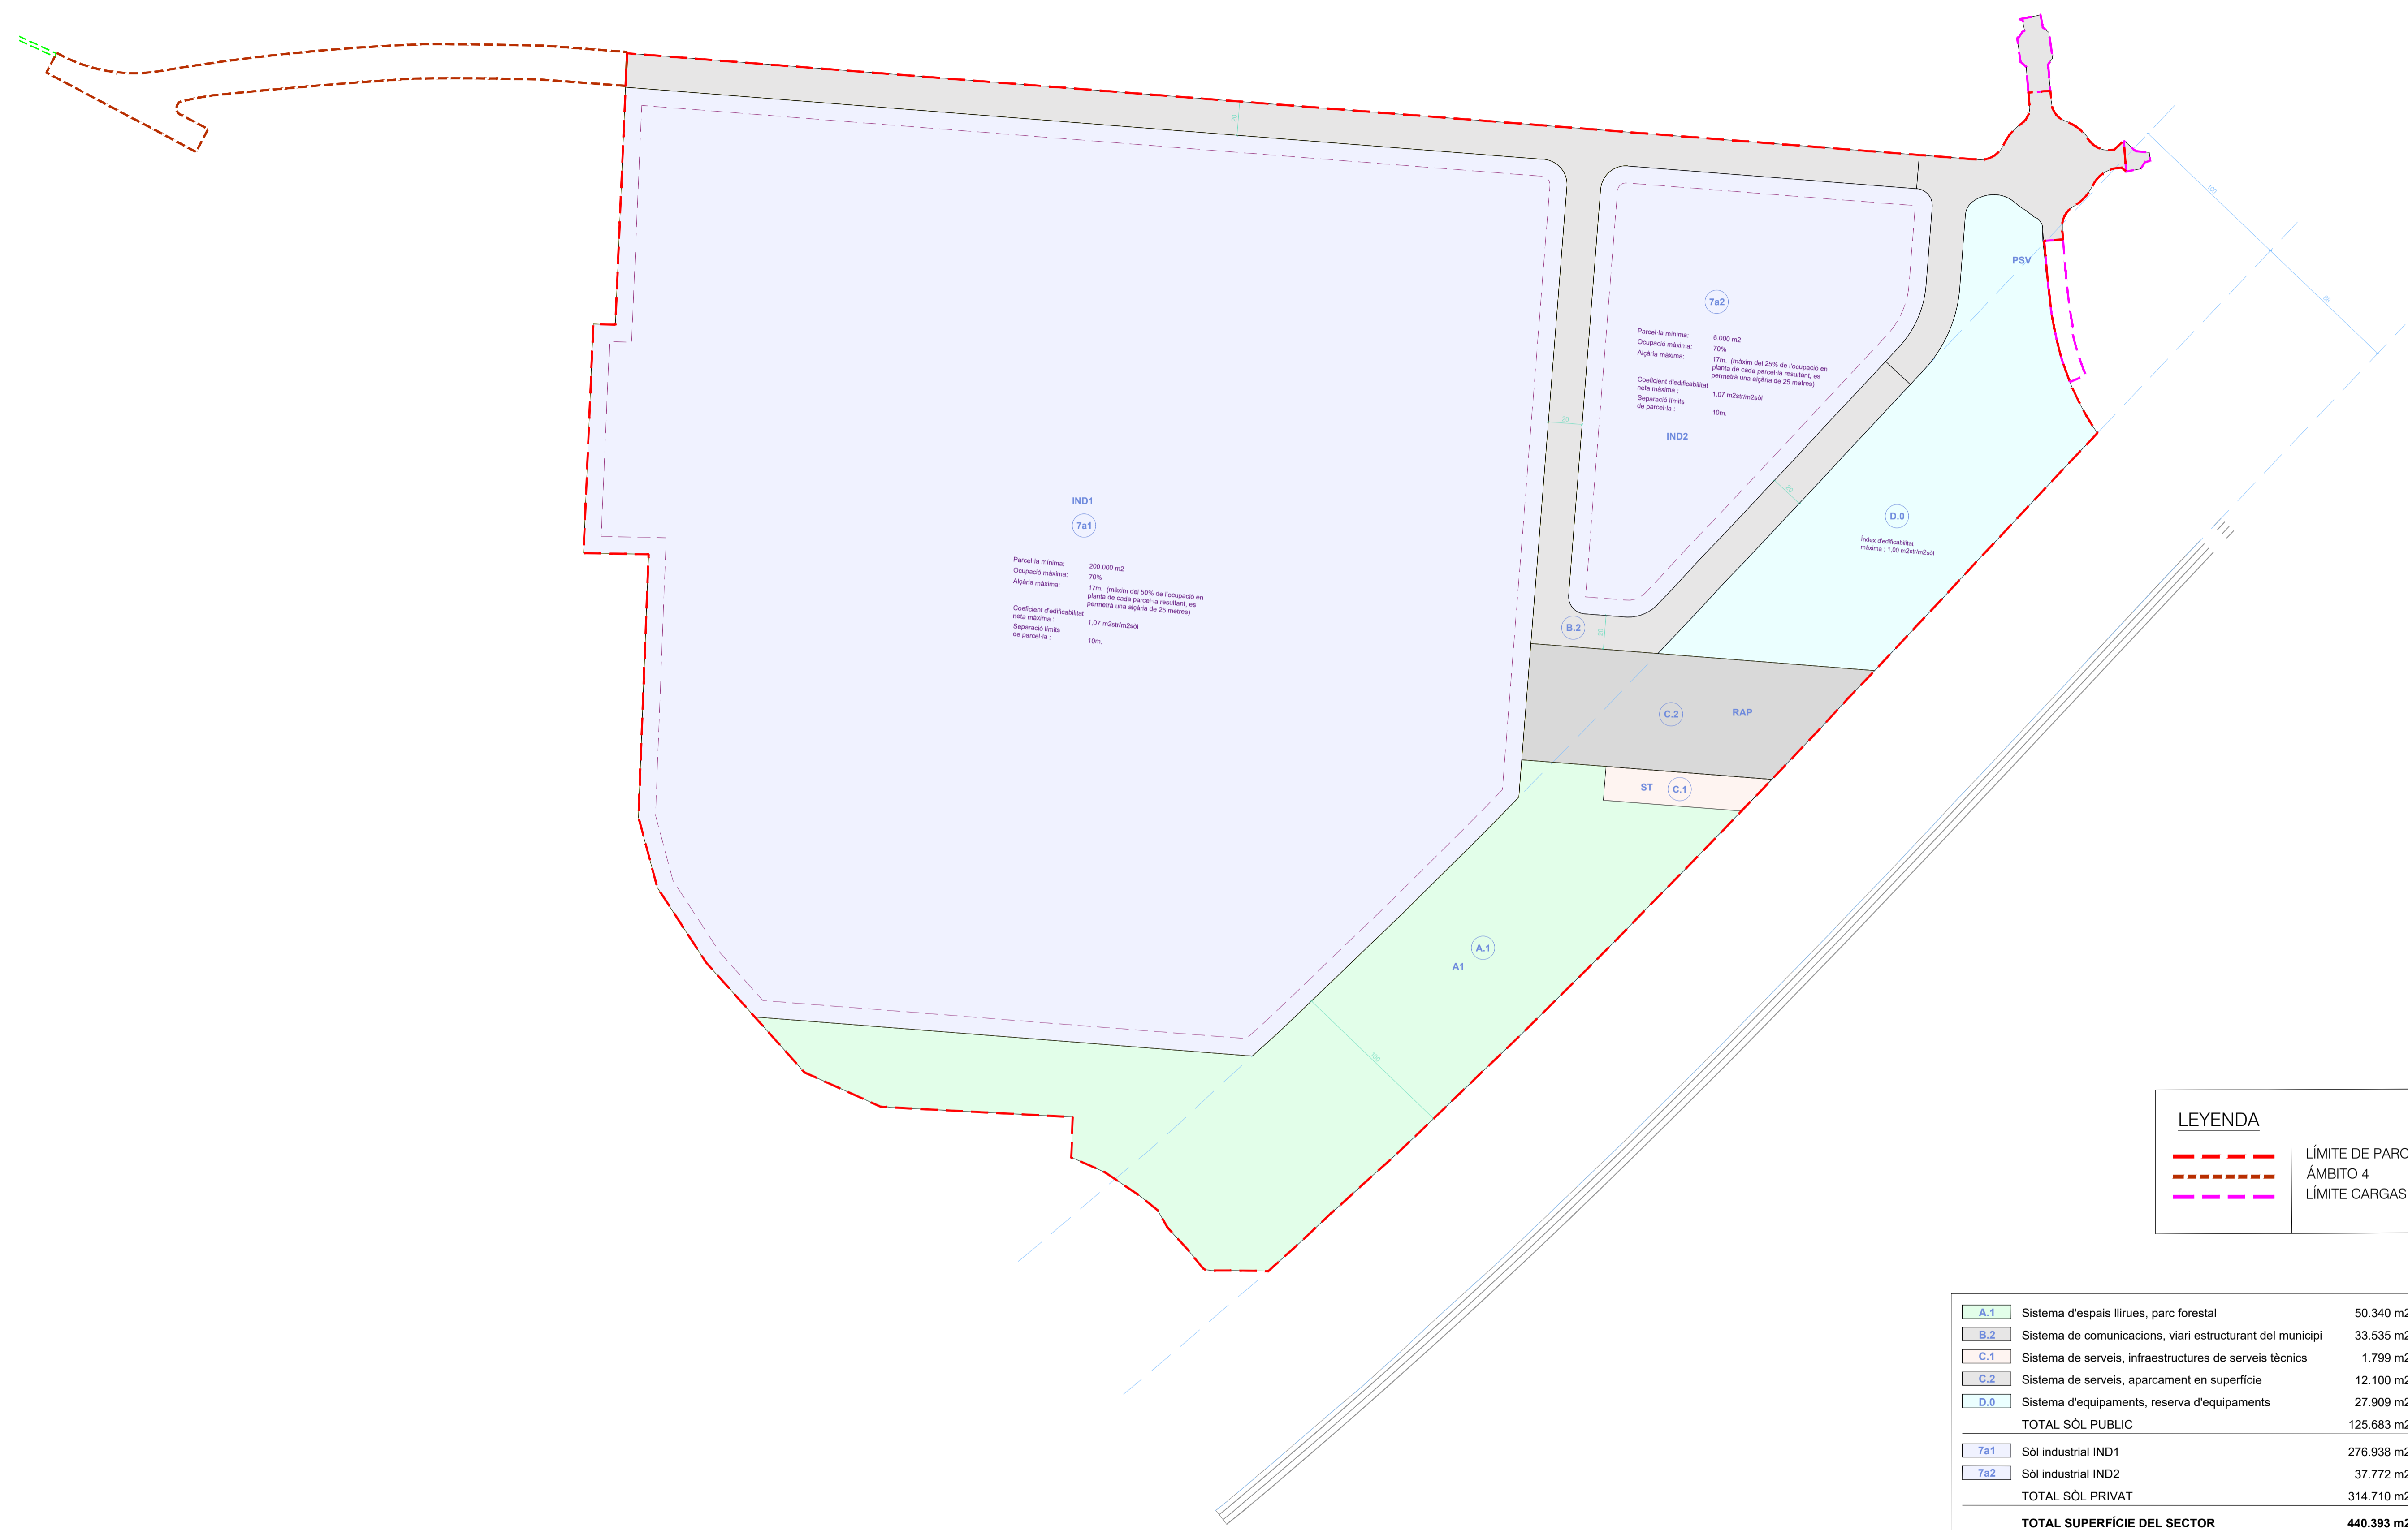 20
100
88
PSV
7a2
Parcel·la mínima: 6.000 m2
Ocupació màxima: 70%
Alçària màxima: 17m. (màxim del 25% de l'ocupació en
planta de cada parcel·la resultant, es
permetrà una alçària de 25 metres)
Coeficient d'edificabilitat
neta màxima : 1,07 m2str/m2sòl
Separació límits
de parcel·la : 10m.
IND2
20
20
IND1
7a1
Parcel·la mínima: 200.000 m2
Ocupació màxima: 70%
Alçària màxima: 17m. (màxim del 50% de l'ocupació en
planta de cada parcel·la resultant, es
permetrà una alçària de 25 metres)
Coeficient d'edificabilitat
neta màxima : 1,07 m2str/m2sòl
Separació límits
de parcel·la : 10m.
D.0
Índex d'edificabilitat
màxima : 1,00 m2str/m2sòl
B.2
20
C.2
RAP
ST
C.1
A.1
A1
100
LEYENDA
LÍMITE DE PARC
ÁMBITO 4
LÍMITE CARGAS
A.1 Sistema d'espais llirues, parc forestal 50.340 m2
B.2 Sistema de comunicacions, viari estructurant del municipi 33.535 m2
C.1 Sistema de serveis, infraestructures de serveis tècnics 1.799 m2
C.2 Sistema de serveis, aparcament en superfície 12.100 m2
D.0 Sistema d'equipaments, reserva d'equipaments 27.909 m2
TOTAL SÒL PUBLIC 125.683 m2
7a1 Sòl industrial IND1 276.938 m2
7a2 Sòl industrial IND2 37.772 m2
TOTAL SÒL PRIVAT 314.710 m2
TOTAL SUPERFÍCIE DEL SECTOR 440.393 m2